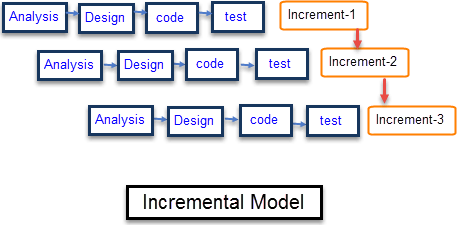 Analysis Design code test Increment-1
Analysis Design code test Increment-2
Analysis Design code test Increment-3
Incremental Model